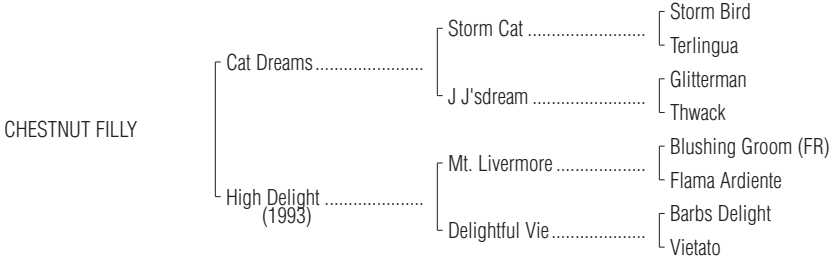 Storm Bird
Storm Cat ..............................
Terlingua
Cat Dreams ............................
Glitterman
J J'sdream .............................
Thwack
CHESTNUT FILLY
Blushing Groom (FR)
Mt. Livermore .......................
Flama Ardiente
High Delight ..........................
(1993)
Barbs Delight
Delightful Vie ........................
Vietato